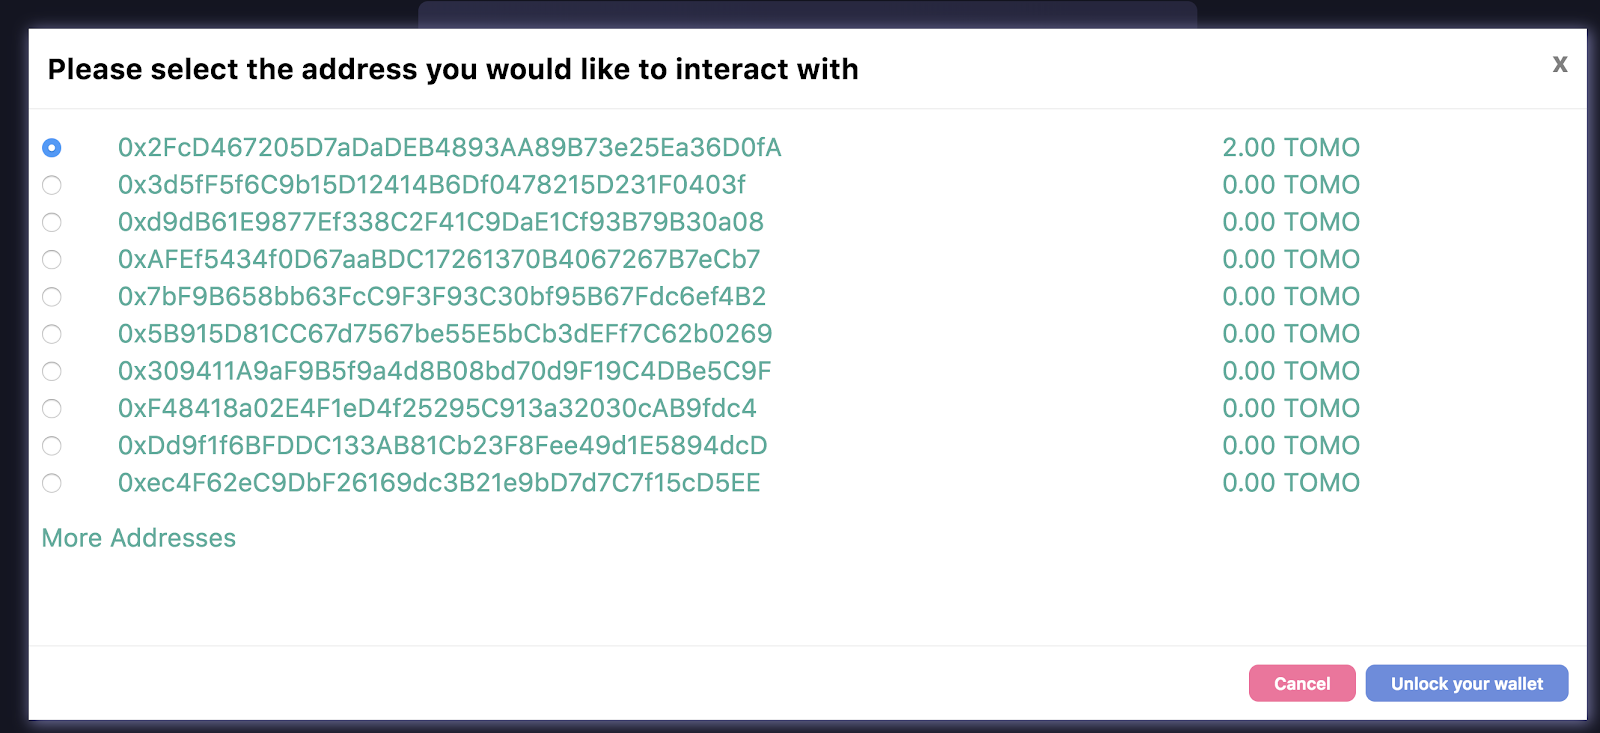 Please select the address you would like to interact with
X
0x2FcD467205D7aDaDEB4893AA89B73e25Ea36D0fA 2.00 TOMO
0x3d5fF5f6C9b15D12414B6Df0478215D231F0403f 0.00 TOMO
0xd9dB61E9877Ef338C2F41C9DaE1Cf93B79B30a08 0.00 TOMO
0xAFEf5434f0D67aaBDC17261370B4067267B7eCb7 0.00 TOMO
0x7bF9B658bb63FcC9F3F93C30bf95B67Fdc6ef4B2 0.00 TOMO
0x5B915D81CC67d7567be55E5bCb3dEFf7C62b0269 0.00 TOMO
0x309411A9aF9B5f9a4d8B08bd70d9F19C4DBe5C9F 0.00 TOMO
0xF48418a02E4F1eD4f25295C913a32030cAB9fdc4 0.00 TOMO
0xDd9f1f6BFDDC133AB81Cb23F8Fee49d1E5894dcD 0.00 TOMO
0xec4F62eC9DbF26169dc3B21e9bD7d7C7f15cD5EE 0.00 TOMO
More Addresses
Cancel Unlock your wallet